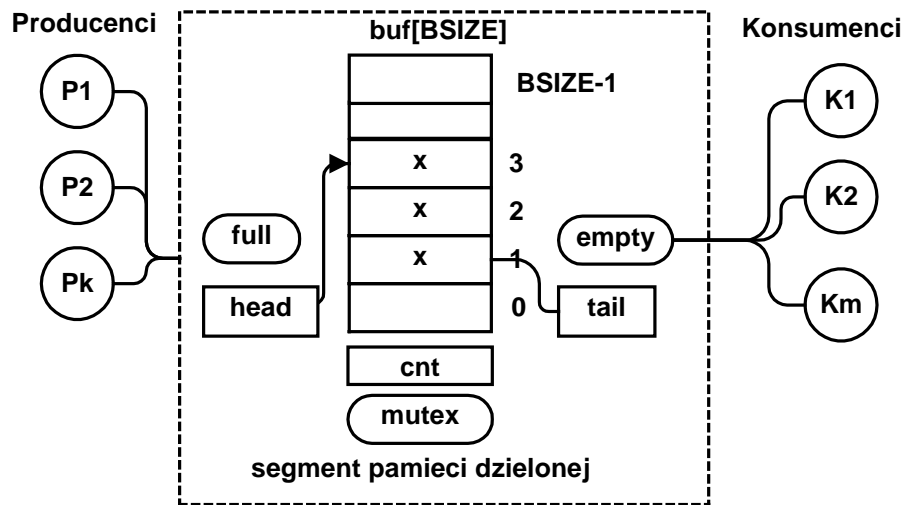 Producenci
buf[BSIZE]
Konsumenci
P1
BSIZE-1
K1
x
3
P2
x
2
K2
full
empty
x
1
Pk
head
0
tail
Km
cnt
mutex
segment pamieci dzielonej